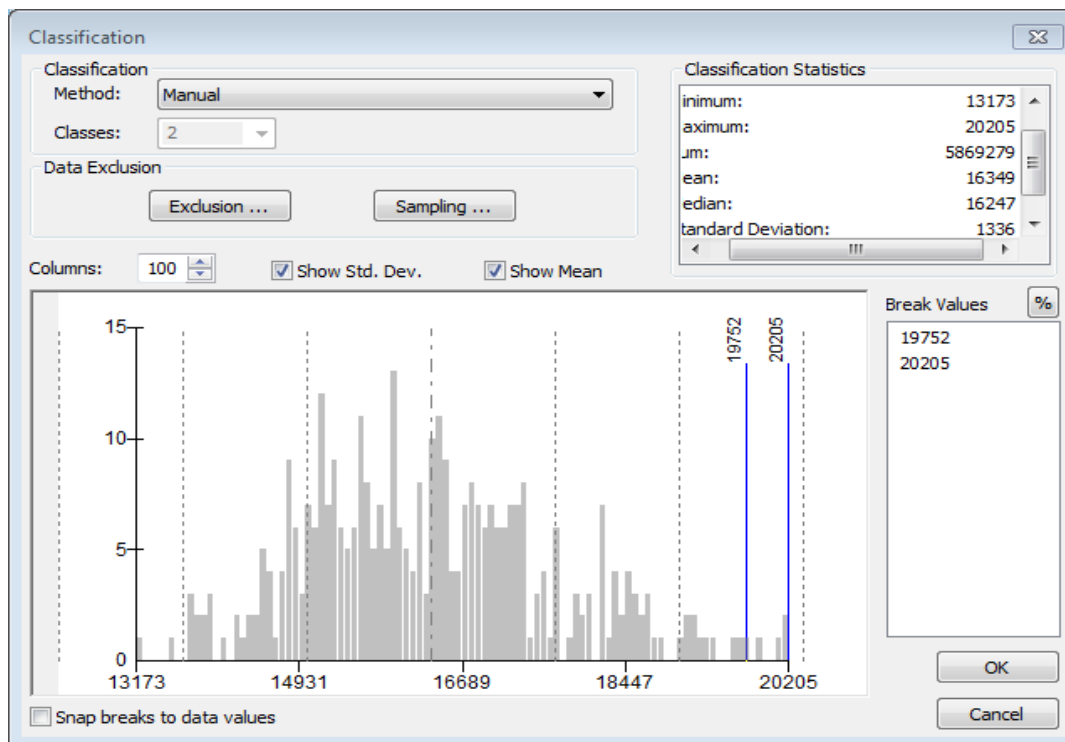 Classification
Classification
Method: Manual
Classes: 2
Classification Statistics
inimum: 13173
aximum: 20205
um: 5869279
ean: 16349
edian: 16247
tandard Deviation: 1336
Data Exclusion
Exclusion ...
Sampling ...
Columns: 100
Show Std. Dev.
Show Mean
Break Values
%
19752
20205
15
10
5
0
19752
20205
13173
14931
16689
18447
20205
Snap breaks to data values
OK
Cancel